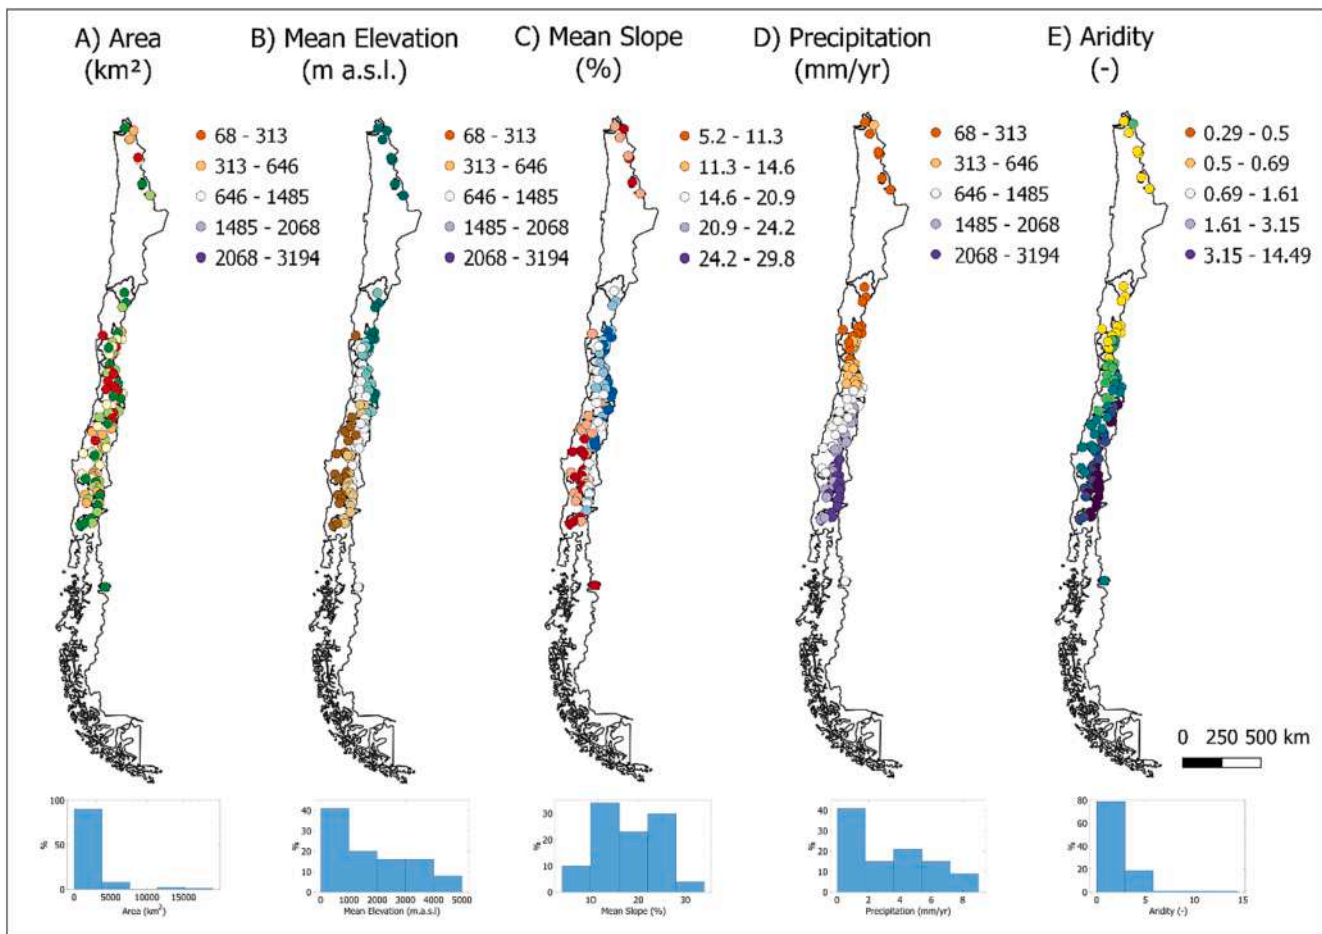 A) Area
(km²)
B) Mean Elevation
(m a.s.l.)
C) Mean Slope
(%)
D) Precipitation
(mm/yr)
E) Aridity
(-)
68 - 313
313 - 646
646 - 1485
1485 - 2068
2068 - 3194
68 - 313
313 - 646
646 - 1485
1485 - 2068
2068 - 3194
5.2 - 11.3
11.3 - 14.6
14.6 - 20.9
20.9 - 24.2
24.2 - 29.8
68 - 313
313 - 646
646 - 1485
1485 - 2068
2068 - 3194
0.29 - 0.5
0.5 - 0.69
0.69 - 1.61
1.61 - 3.15
3.15 - 14.49
0 250 500 km
100
50
0
%
0 5000 10000 15000
Area (km²)
40
30
20
10
0
%
0 1000 2000 3000 4000 5000
Mean Elevation (m.a.s.l)
30
20
10
0
%
10 20 30
Mean Slope (%)
40
30
20
10
0
%
0 2 4 6 8
Precipitation (mm/yr)
80
60
40
20
0
%
0 5 10 15
Aridity (-)